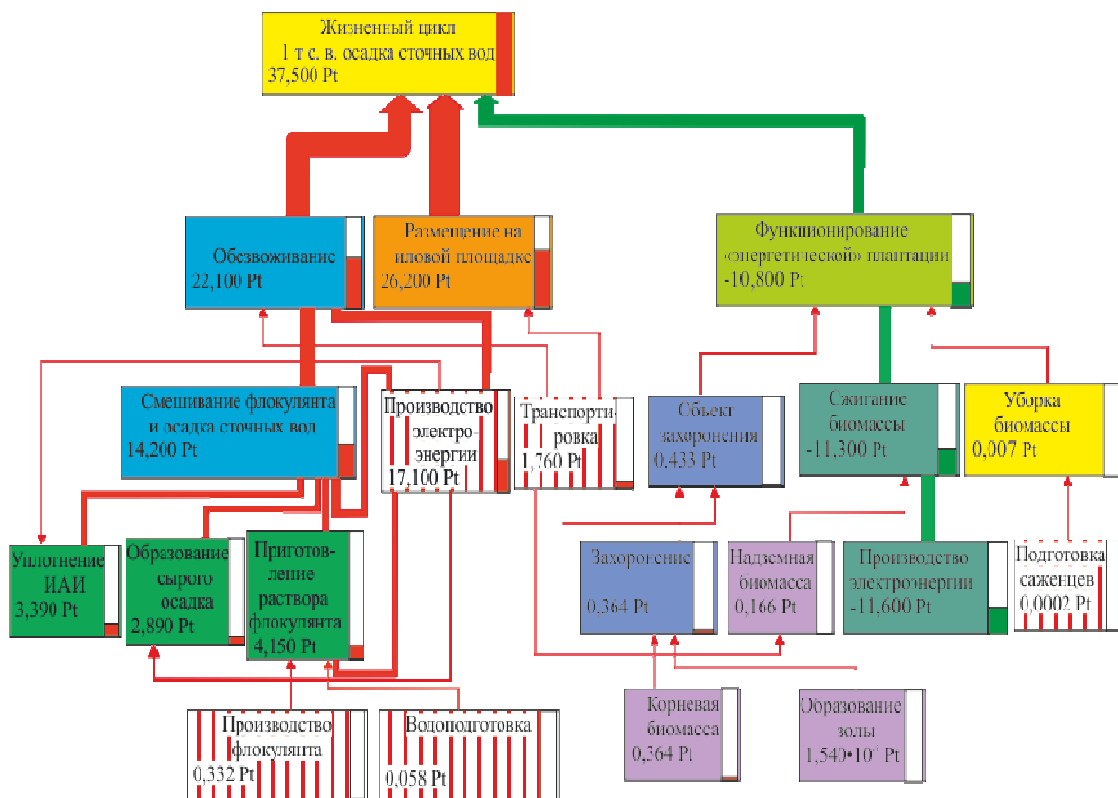 Жизненный цикл
1 т с. в. осадка сточных вод
37,500 Pt
Обезвоживание
22,100 Pt
Размещение на
иловой площадке
26,200 Pt
Функционирование
«энергетической» плантации
-10,800 Pt
Смешивание флокулянта
и осадка сточных вод
14,200 Pt
Производство
электро-
энергии
17,100 Pt
Транспорти-
ровка
1,760 Pt
Объект
захоронения
0.433 Pt
Сжигание
биомассы
-11,300 Pt
Уборка
биомассы
0,007 Pt
Уплотнение
ИАИ
3,390 Pt
Образование
сырого
осадка
2,890 Pt
Приготов-
ление
раствора
флокулянта
4,150 Pt
Захоронение
0,364 Pt
Надземная
биомасса
0,166 Pt
Производство
электроэнергии
-11,600 Pt
Подготовка
саженцев
0,0002 Pt
Производство
флокулянта
0,332 Pt
Водоподготовка
0,058 Pt
Корневая
биомасса
0,364 Pt
Образование
золы
Pt